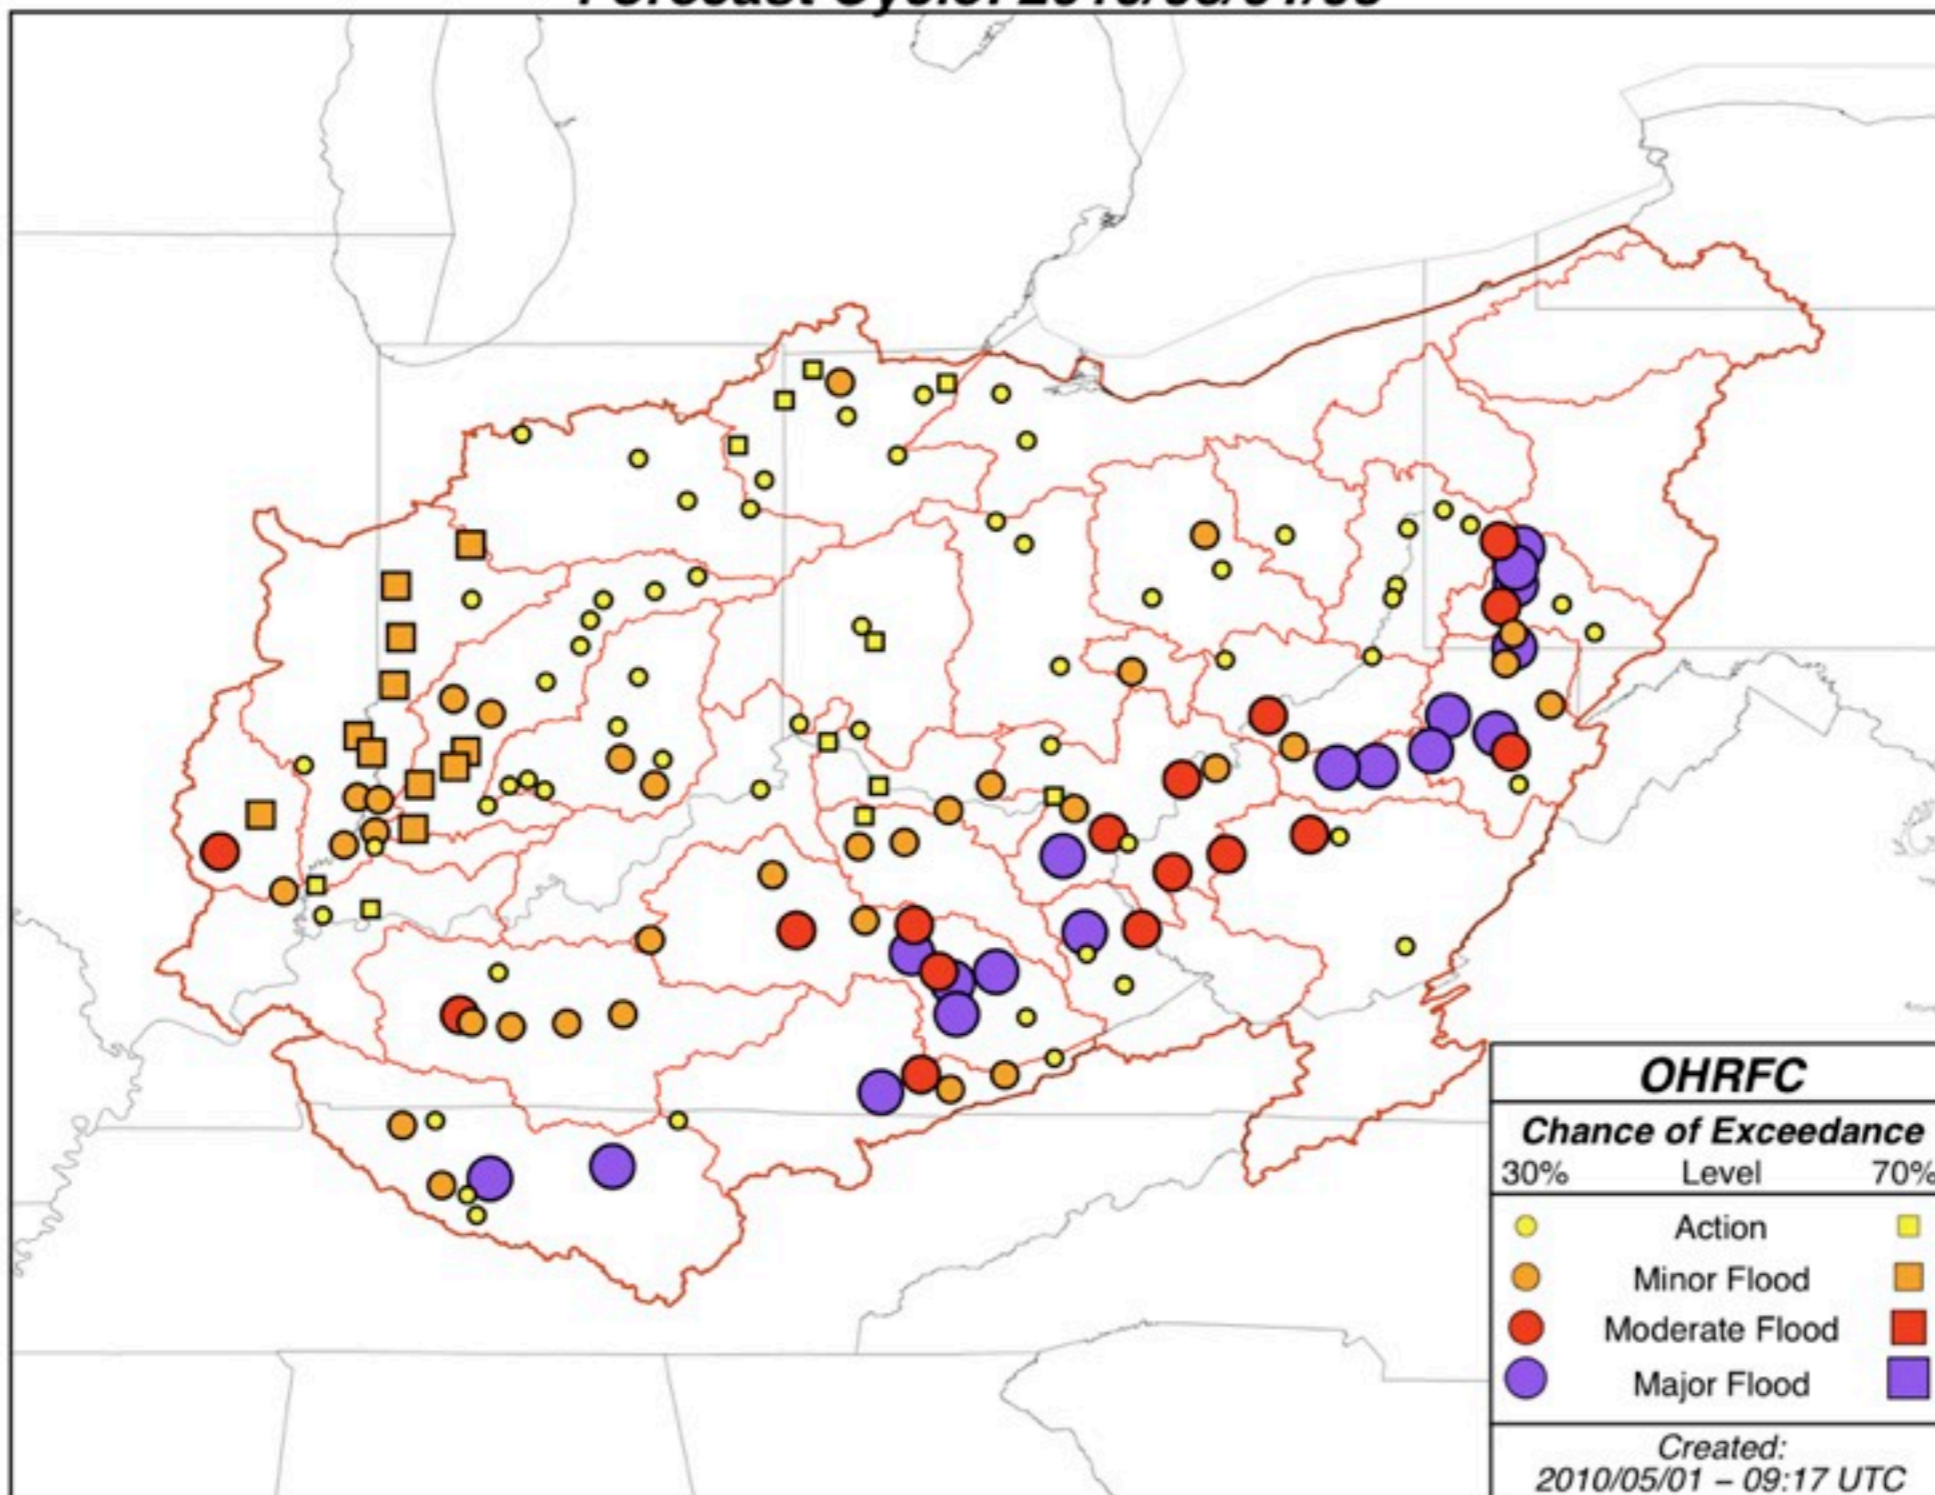 OHRFC
Chance of Exceedance
30% Level 70%
Action
Minor Flood
Moderate Flood
Major Flood
Created:
2010/05/01 – 09:17 UTC